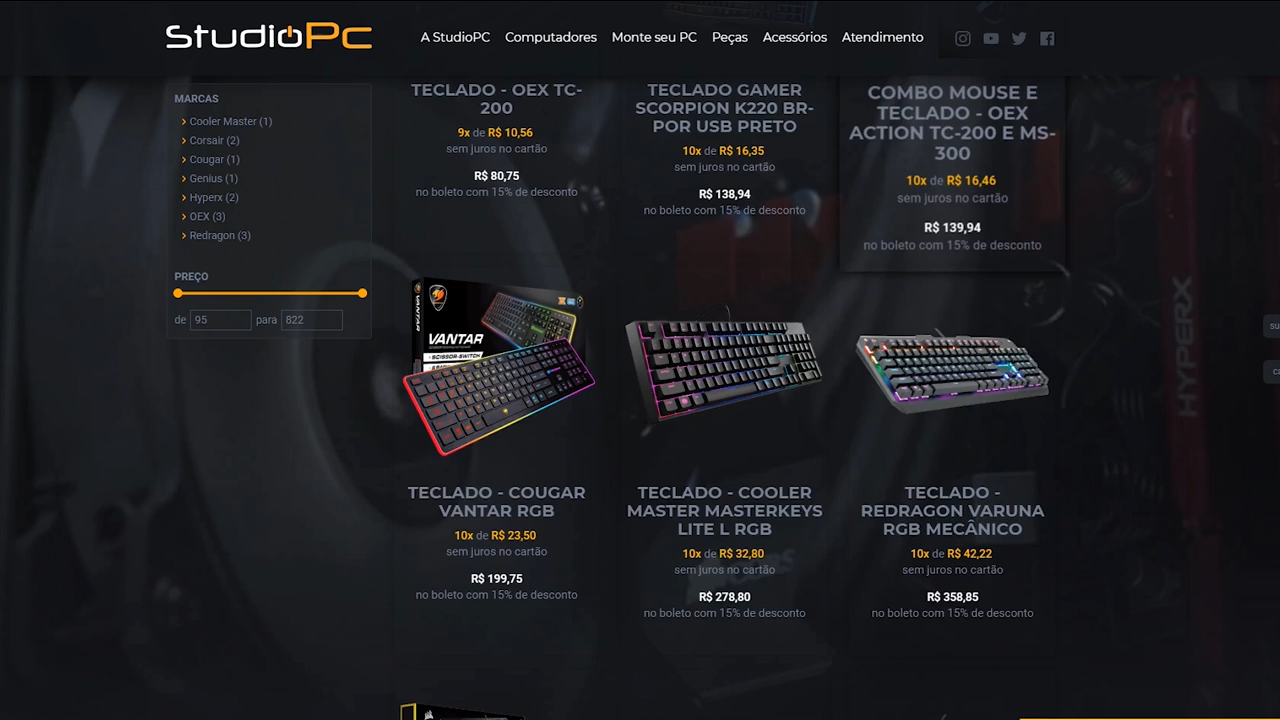 StudioPc
A StudioPC Computadores Monte seu PC Peças Acessórios Atendimento
MARCAS
Cooler Master (1)
Corsair (2)
Cougar (1)
Genius (1)
Hyperx (2)
OEX (3)
Redragon (3)
PREÇO
de 95 para 822
TECLADO - OEX TC-
200
9x de R$ 10,56
sem juros no cartão
R$ 80,75
no boleto com 15% de desconto
TECLADO GAMER
SCORPION K220 BR-
POR USB PRETO
10x de R$ 16,35
sem juros no cartão
R$ 138,94
no boleto com 15% de desconto
COMBO MOUSE E
TECLADO - OEX
ACTION TC-200 E MS-
300
10x de R$ 16,46
sem juros no cartão
R$ 139,94
no boleto com 15% de desconto
VANTAR
SCISSOR-SWITCH
TECLADO - COUGAR
VANTAR RGB
10x de R$ 23,50
sem juros no cartão
R$ 199,75
no boleto com 15% de desconto
TECLADO - COOLER
MASTER MASTERKEYS
LITE L RGB
10x de R$ 32,80
sem juros no cartão
R$ 278,80
no boleto com 15% de desconto
TECLADO -
REDRAGON VARUNA
RGB MECÂNICO
10x de R$ 42,22
sem juros no cartão
R$ 358,85
no boleto com 15% de desconto
HYPERX
su
ca